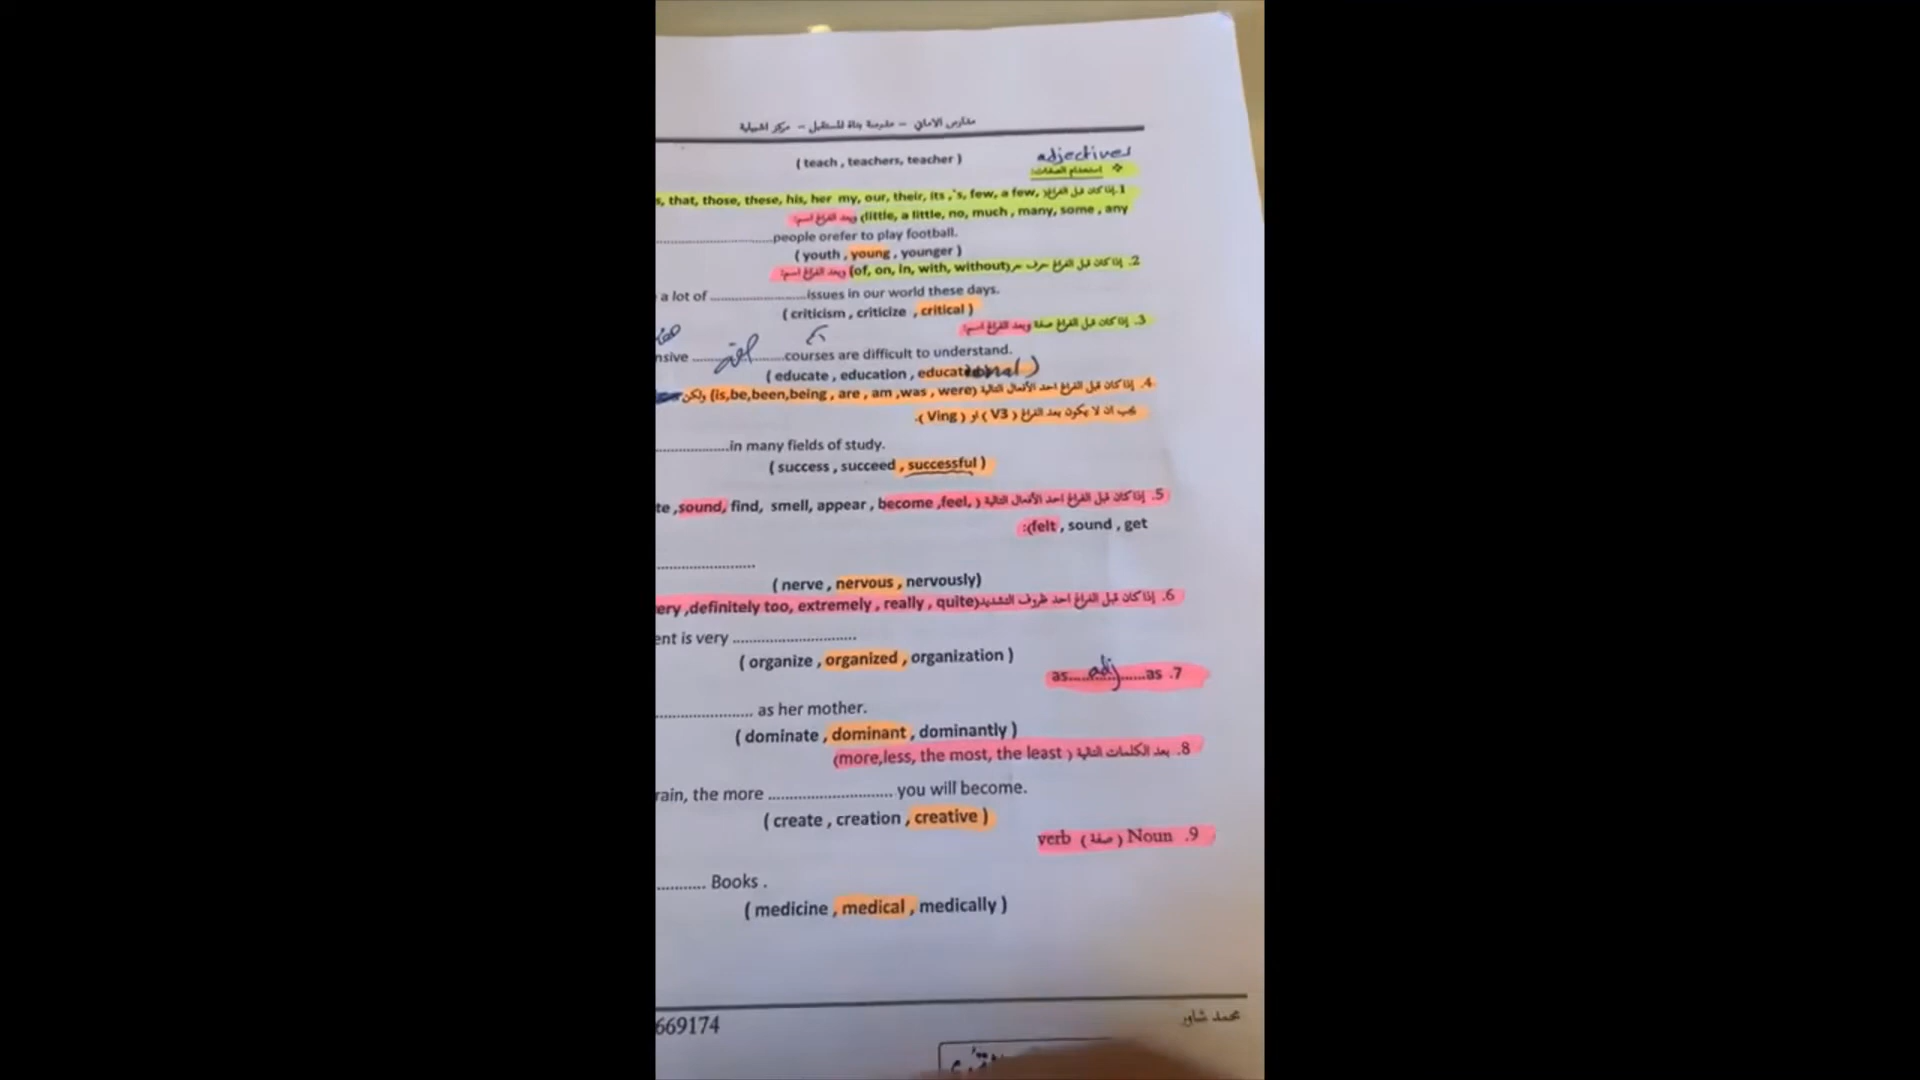 مدارس الاماني – مدرسة بناة المستقبل – مركز اشبيلية
( teach , teachers, teacher )
adjectives
❖ استخدام الصفات:
1. إذا كان قبل الفراغ( s, that, those, these, his, her my, our, their, its ,`s, few, a few,
little, a little, no, much , many, some , any) وبعد الفراغ اسم:
...........................people orefer to play football.
( youth , young , younger )
2. إذا كان قبل الفراغ حرف جر(of, on, in, with, without) وبعد الفراغ اسم:
a lot of ........................issues in our world these days.
( criticism , criticize , critical )
3. إذا كان قبل الفراغ صفة وبعد الفراغ اسم:
صفة
nsive ........................courses are difficult to understand.
( educate , education , educational )
4. إذا كان قبل الفراغ احد الأفعال التالية (is,be,been,being , are , am ,was , were) ولكن
يجب ان لا يكون بعد الفراغ ( V3 ) او ( Ving ).
...................in many fields of study.
( success , succeed , successful )
5. إذا كان قبل الفراغ احد الأفعال التالية ( te ,sound, find, smell, appear , become ,feel,
felt , sound , get):
.........................
( nerve , nervous , nervously)
6. إذا كان قبل الفراغ احد ظروف التشديد(ery ,definitely too, extremely , really , quite
ent is very .............................
( organize , organized , organization )
7. as......adj......as
......................... as her mother.
( dominate , dominant , dominantly )
8. بعد الكلمات التالية ( more,less, the most, the least)
rain, the more ............................ you will become.
( create , creation , creative )
9. Noun ( صفة ) verb
............ Books .
( medicine , medical , medically )
669174
محمد شاور